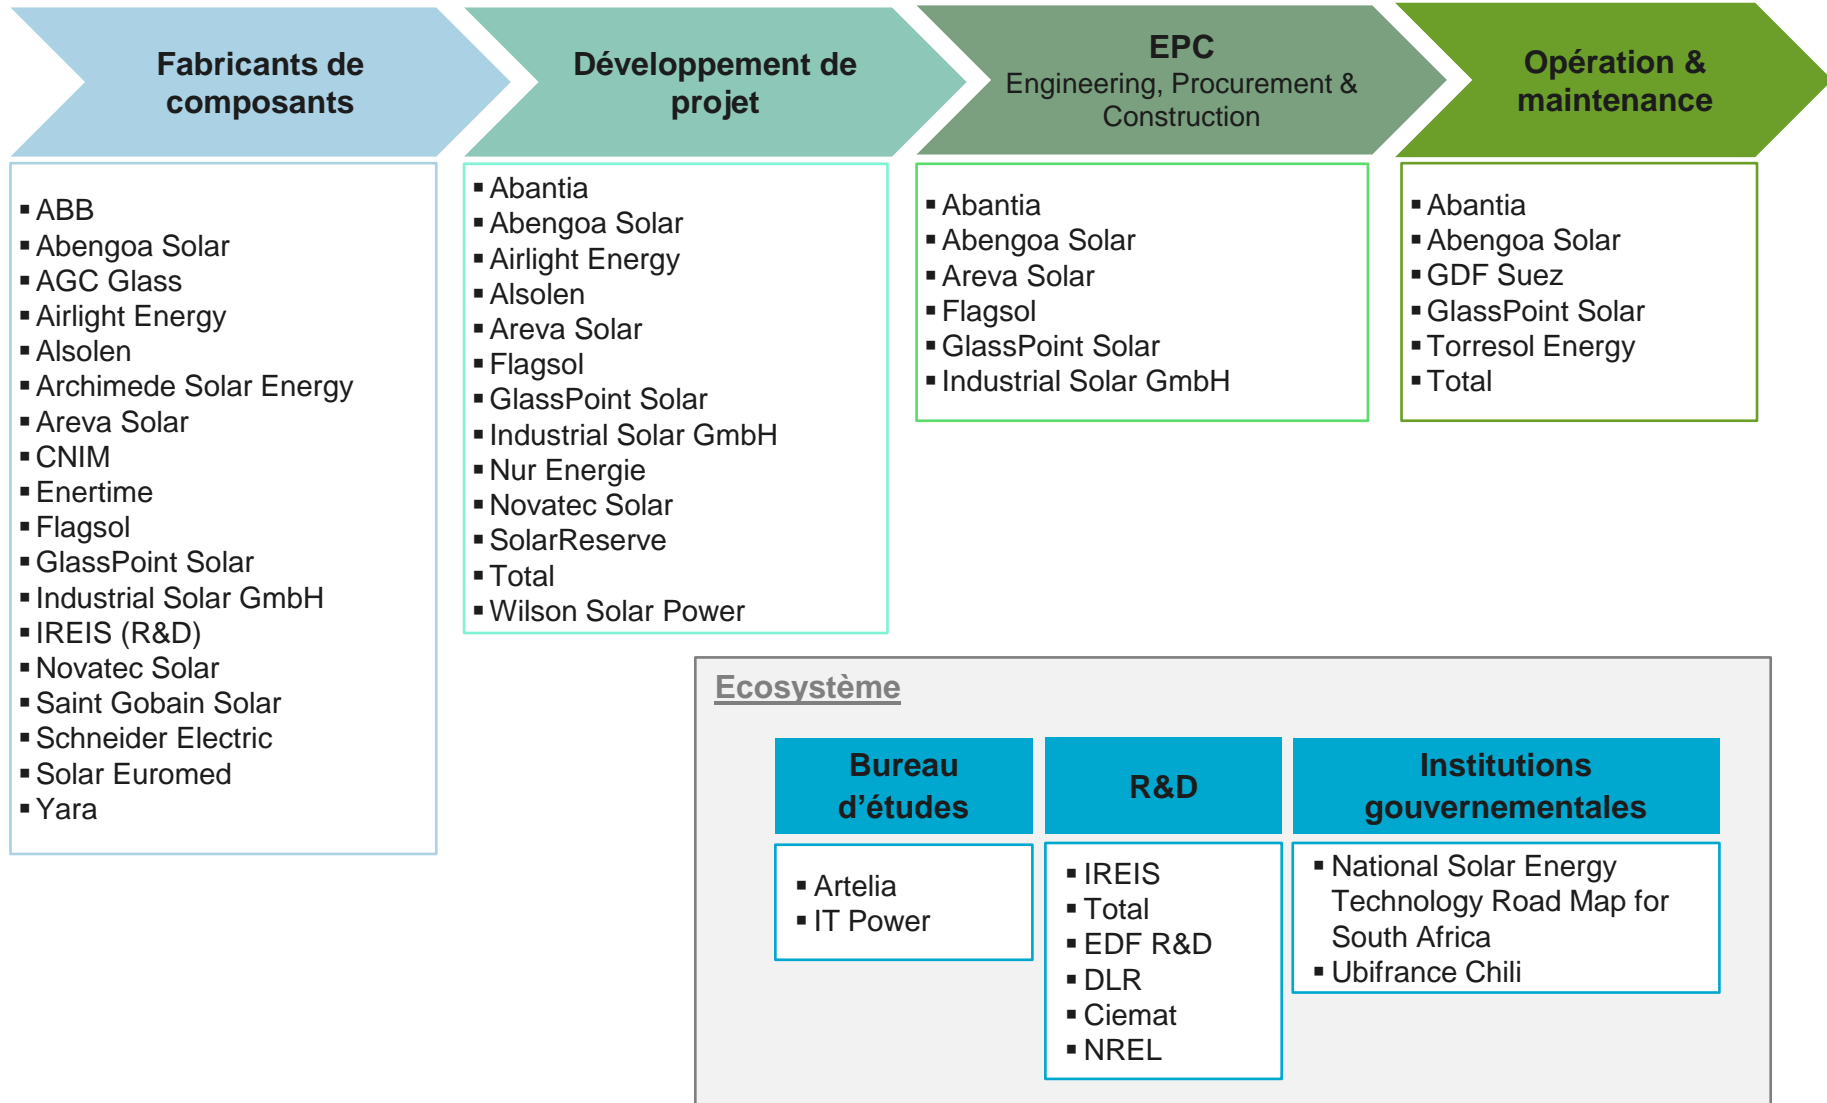 Fabricants de
composants
▪ ABB
▪ Abengoa Solar
▪ AGC Glass
▪ Airlight Energy
▪ Alsolen
▪ Archimede Solar Energy
▪ Areva Solar
▪ CNIM
▪ Enertime
▪ Flagsol
▪ GlassPoint Solar
▪ Industrial Solar GmbH
▪ IREIS (R&D)
▪ Novatec Solar
▪ Saint Gobain Solar
▪ Schneider Electric
▪ Solar Euromed
▪ Yara
Développement de
projet
▪ Abantia
▪ Abengoa Solar
▪ Airlight Energy
▪ Alsolen
▪ Areva Solar
▪ Flagsol
▪ GlassPoint Solar
▪ Industrial Solar GmbH
▪ Nur Energie
▪ Novatec Solar
▪ SolarReserve
▪ Total
▪ Wilson Solar Power
EPC
Engineering, Procurement &
Construction
▪ Abantia
▪ Abengoa Solar
▪ Areva Solar
▪ Flagsol
▪ GlassPoint Solar
▪ Industrial Solar GmbH
Opération &
maintenance
▪ Abantia
▪ Abengoa Solar
▪ GDF Suez
▪ GlassPoint Solar
▪ Torresol Energy
▪ Total
Ecosystème
Bureau
d’études
▪ Artelia
▪ IT Power
R&D
▪ IREIS
▪ Total
▪ EDF R&D
▪ DLR
▪ Ciemat
▪ NREL
Institutions
gouvernementales
▪ National Solar Energy
Technology Road Map for
South Africa
▪ Ubifrance Chili